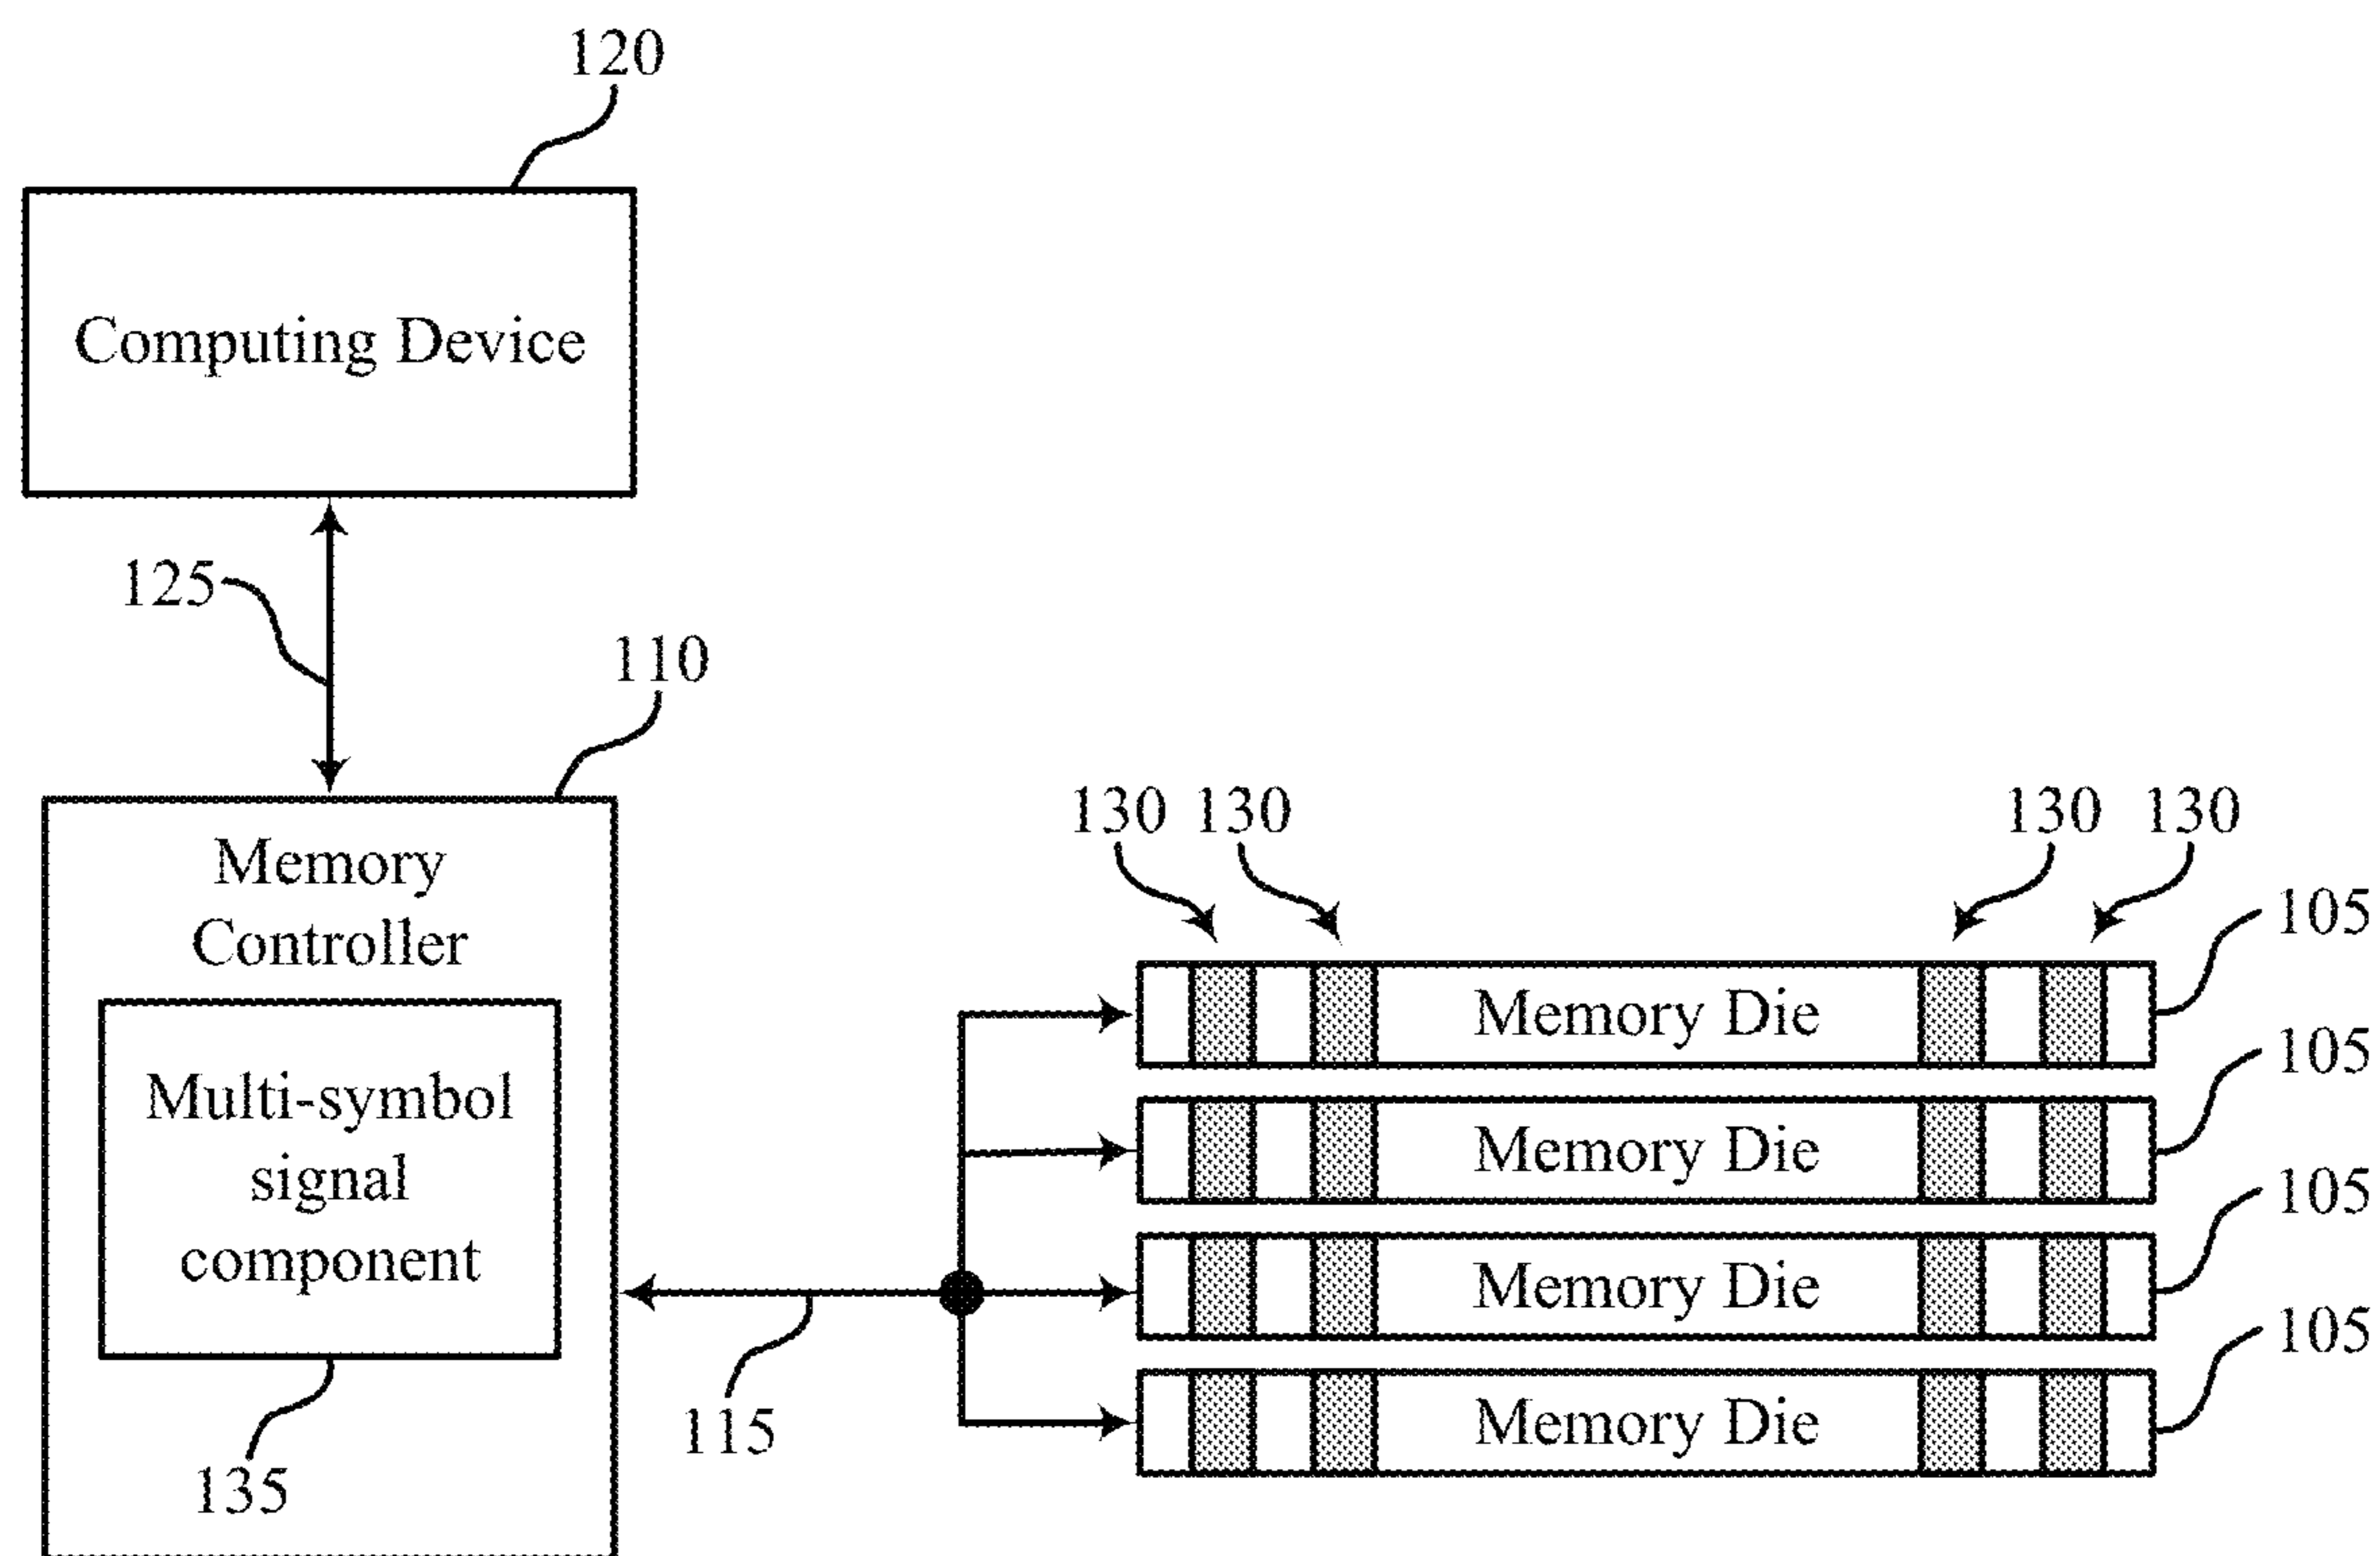 120
Computing Device
125
110
Memory
Controller
Multi-symbol
signal
component
135
115
130 130 130 130
Memory Die 105
Memory Die 105
Memory Die 105
Memory Die 105